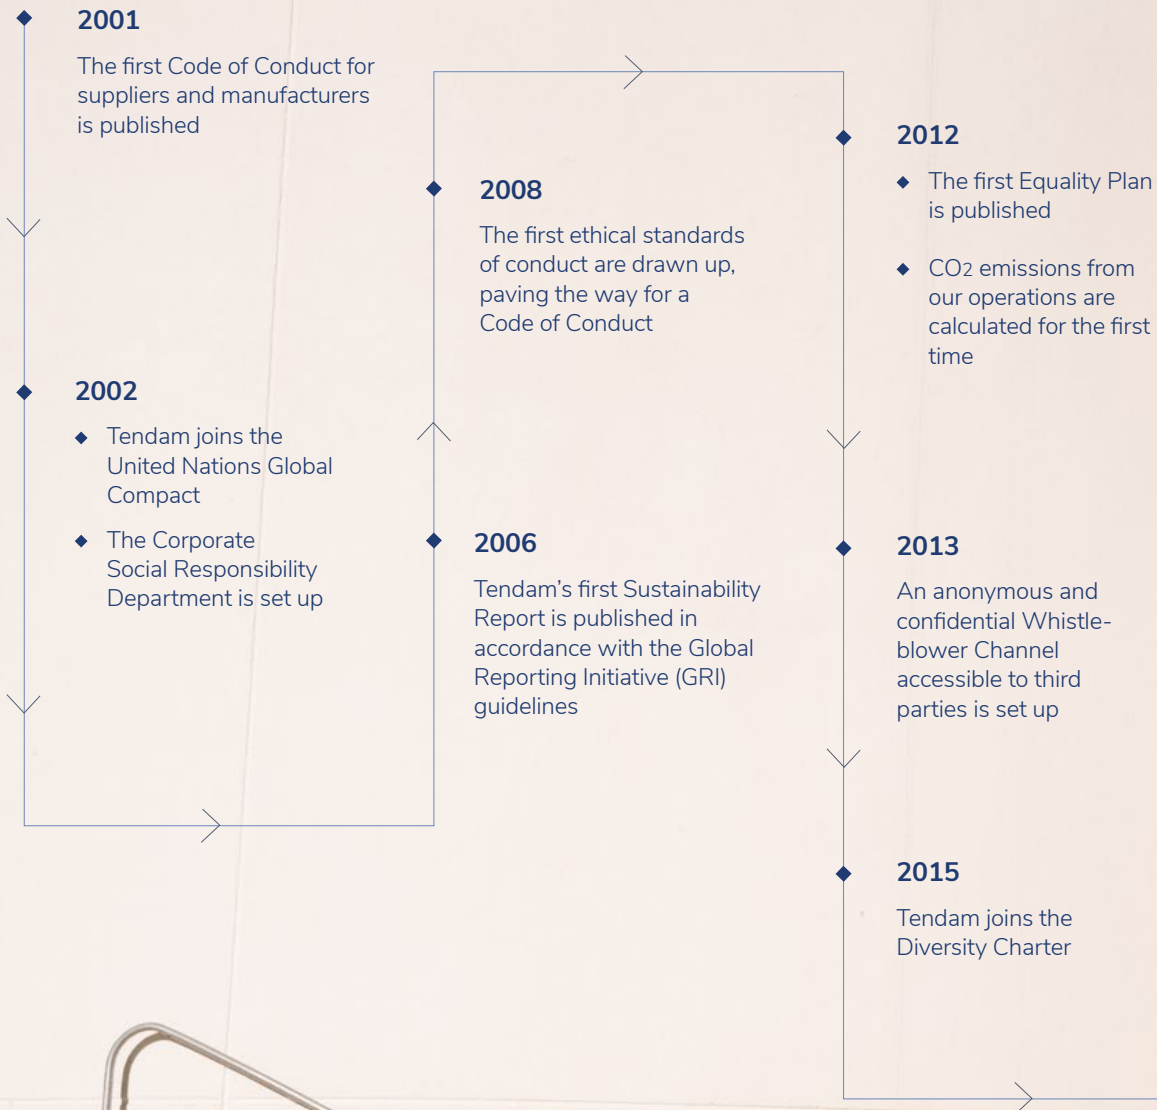 2001
The first Code of Conduct for
suppliers and manufacturers
is published
2002
Tendam joins the
United Nations Global
Compact
The Corporate
Social Responsibility
Department is set up
2006
Tendam’s first Sustainability
Report is published in
accordance with the Global
Reporting Initiative (GRI)
guidelines
2008
The first ethical standards
of conduct are drawn up,
paving the way for a
Code of Conduct
2012
The first Equality Plan
is published
CO2 emissions from
our operations are
calculated for the first
time
2013
An anonymous and
confidential Whistle-
blower Channel
accessible to third
parties is set up
2015
Tendam joins the
Diversity Charter